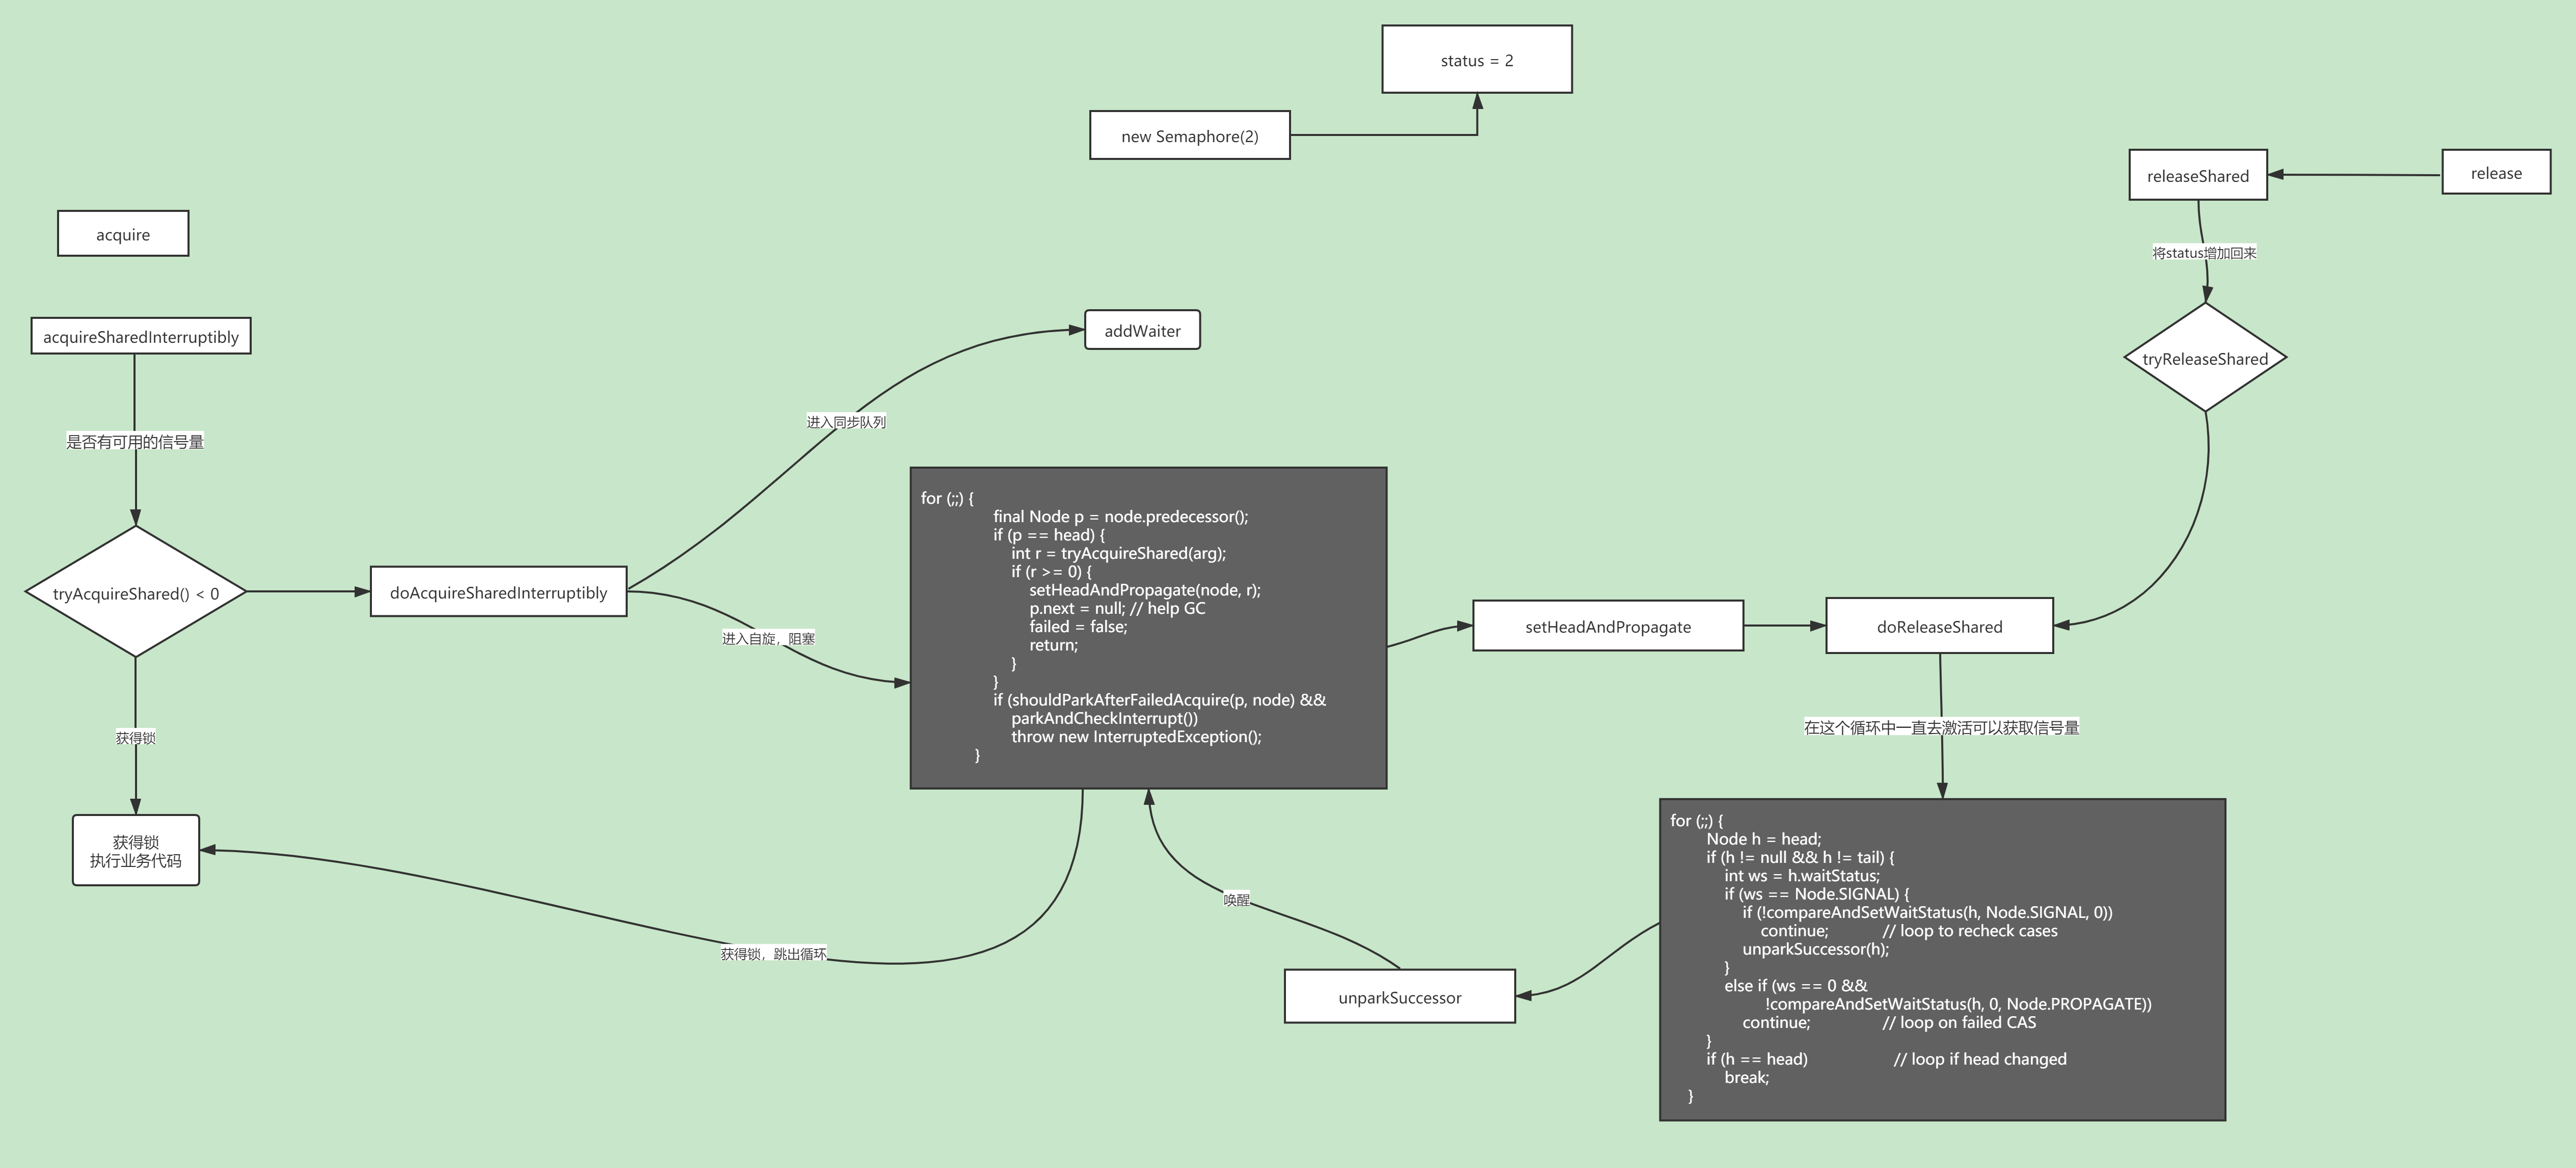 status = 2
new Semaphore(2)
releaseShared
release
acquire
将status增加回来
addWaiter
acquireSharedInterruptibly
tryReleaseShared
进入同步队列
是否有可用的信号量
for (;;) {
final Node p = node.predecessor();
if (p == head) {
int r = tryAcquireShared(arg);
if (r >= 0) {
setHeadAndPropagate(node, r);
p.next = null; // help GC
failed = false;
return;
}
}
if (shouldParkAfterFailedAcquire(p, node) &&
parkAndCheckInterrupt())
throw new InterruptedException();
}
tryAcquireShared() < 0
doAcquireSharedInterruptibly
进入自旋，阻塞
setHeadAndPropagate
doReleaseShared
获得锁
在这个循环中一直去激活可以获取信号量
获得锁
执行业务代码
for (;;) {
Node h = head;
if (h != null && h != tail) {
int ws = h.waitStatus;
if (ws == Node.SIGNAL) {
if (!compareAndSetWaitStatus(h, Node.SIGNAL, 0))
continue; // loop to recheck cases
unparkSuccessor(h);
}
else if (ws == 0 &&
!compareAndSetWaitStatus(h, 0, Node.PROPAGATE))
continue; // loop on failed CAS
}
if (h == head) // loop if head changed
break;
}
唤醒
获得锁，跳出循环
unparkSuccessor